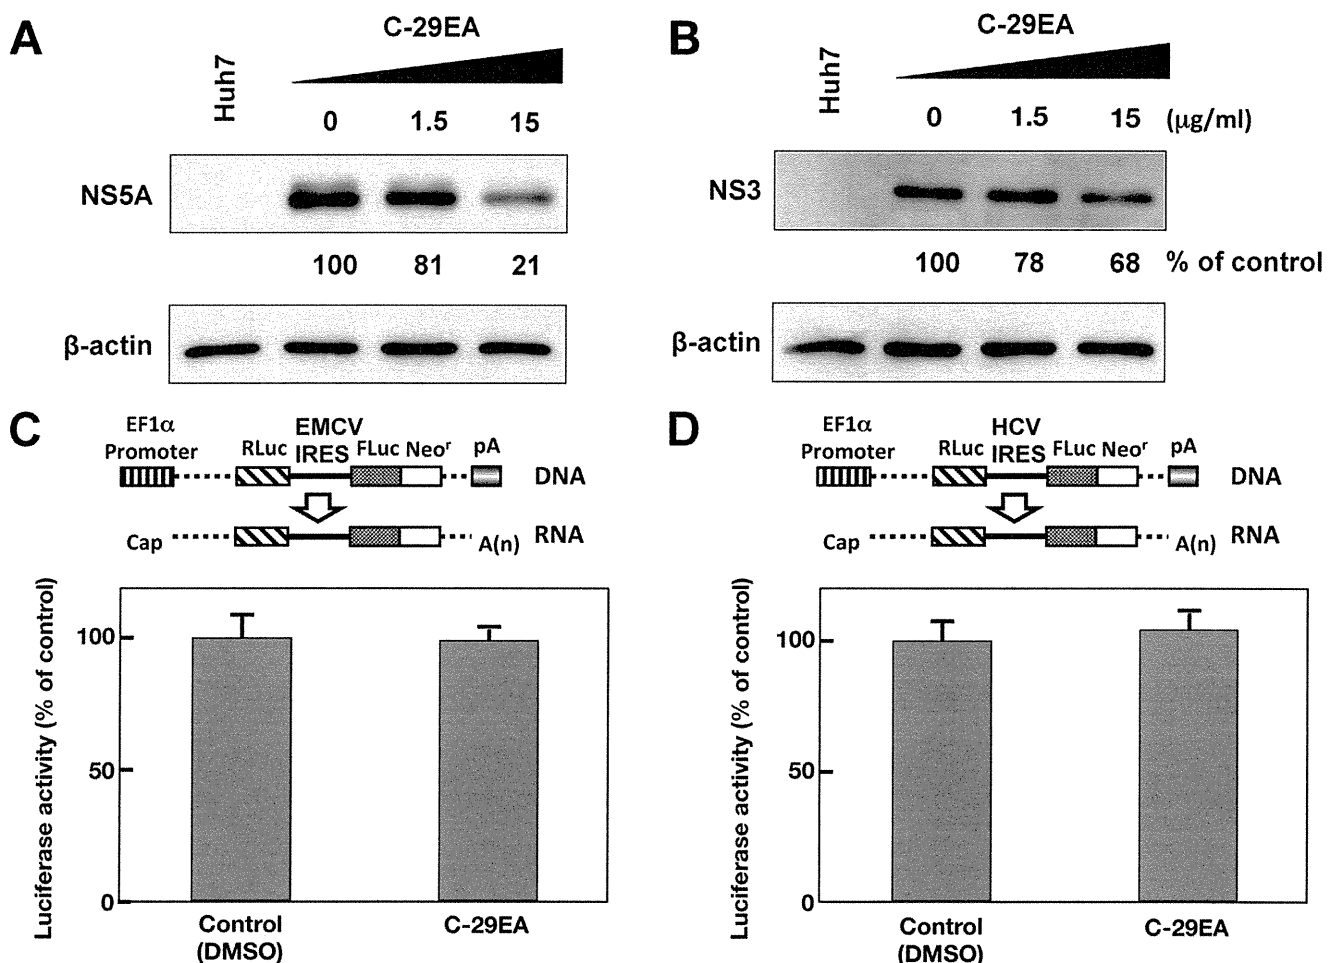 A
C-29EA
Huh7
0 1.5 15
NS5A
100 81 21
β-actin
B
C-29EA
Huh7
0 1.5 15 (μg/ml)
NS3
100 78 68 % of control
β-actin
C
EF1α
Promoter
RLuc
EMCV
IRES
FLuc Neoʳ
pA
DNA
Cap
A(n)
RNA
Luciferase activity (% of control)
100
50
0
Control
(DMSO)
C-29EA
D
EF1α
Promoter
RLuc
HCV
IRES
FLuc Neoʳ
pA
DNA
Cap
A(n)
RNA
Luciferase activity (% of control)
100
50
0
Control
(DMSO)
C-29EA